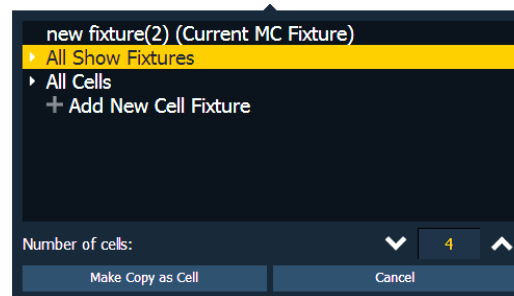 new fixture(2) (Current MC Fixture)
All Show Fixtures
All Cells
+ Add New Cell Fixture
Number of cells: 4
Make Copy as Cell Cancel